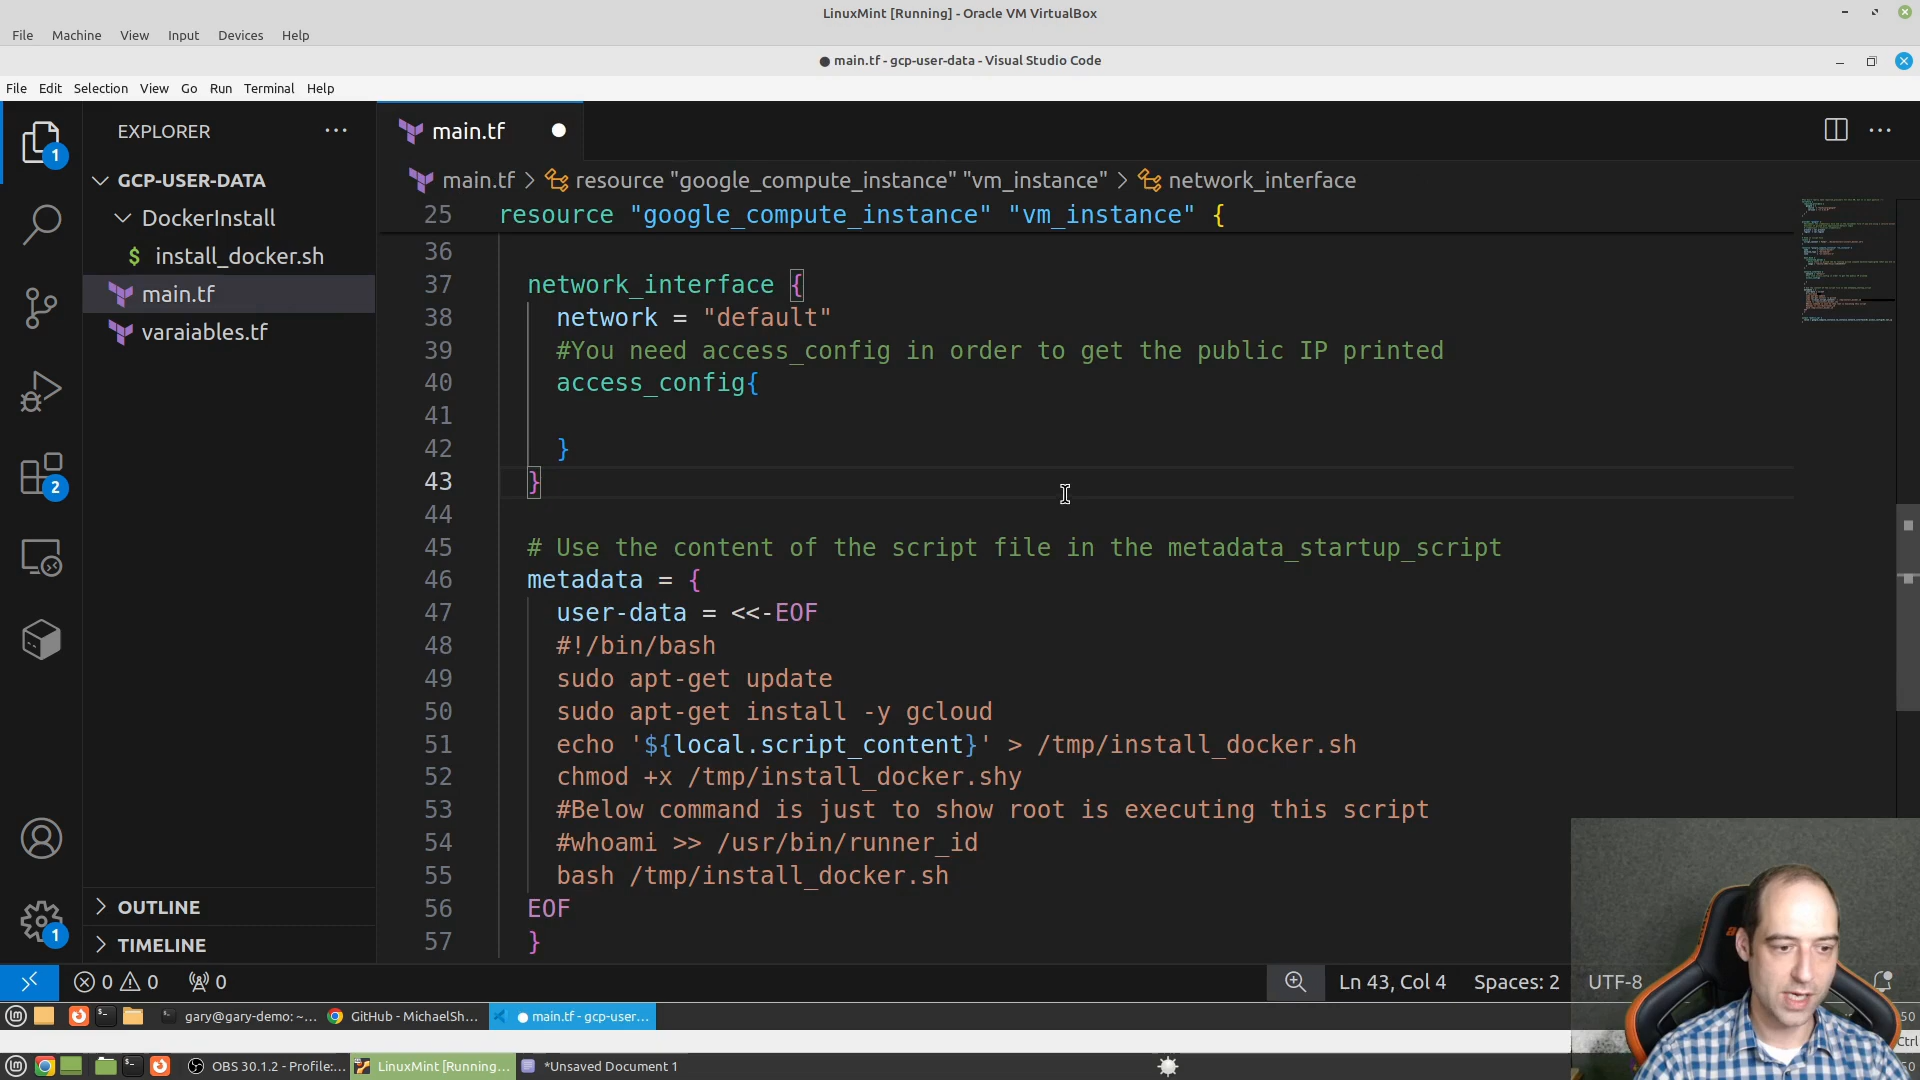 LinuxMint [Running] - Oracle VM VirtualBox
File Machine View Input Devices Help
● main.tf - gcp-user-data - Visual Studio Code
File Edit Selection View Go Run Terminal Help
EXPLORER
main.tf
1
GCP-USER-DATA
main.tf > resource "google_compute_instance" "vm_instance" > network_interface
DockerInstall
25 resource "google_compute_instance" "vm_instance" {
$ install_docker.sh
36
main.tf
37 network_interface {
varaiables.tf
38 network = "default"
39 #You need access_config in order to get the public IP printed
40 access_config{
41
42 }
43 }
2
44
45 # Use the content of the script file in the metadata_startup_script
46 metadata = {
47 user-data = <<-EOF
48 #!/bin/bash
49 sudo apt-get update
50 sudo apt-get install -y gcloud
51 echo '${local.script_content}' > /tmp/install_docker.sh
52 chmod +x /tmp/install_docker.shy
53 #Below command is just to show root is executing this script
54 #whoami >> /usr/bin/runner_id
55 bash /tmp/install_docker.sh
56 EOF
57 }
OUTLINE
1
TIMELINE
0 0 0 Ln 43, Col 4 Spaces: 2 UTF-8
gary@gary-demo: ~... GitHub - MichaelSh... ● main.tf - gcp-user... 50
Ctrl
OBS 30.1.2 - Profile:... LinuxMint [Running... *Unsaved Document 1 50